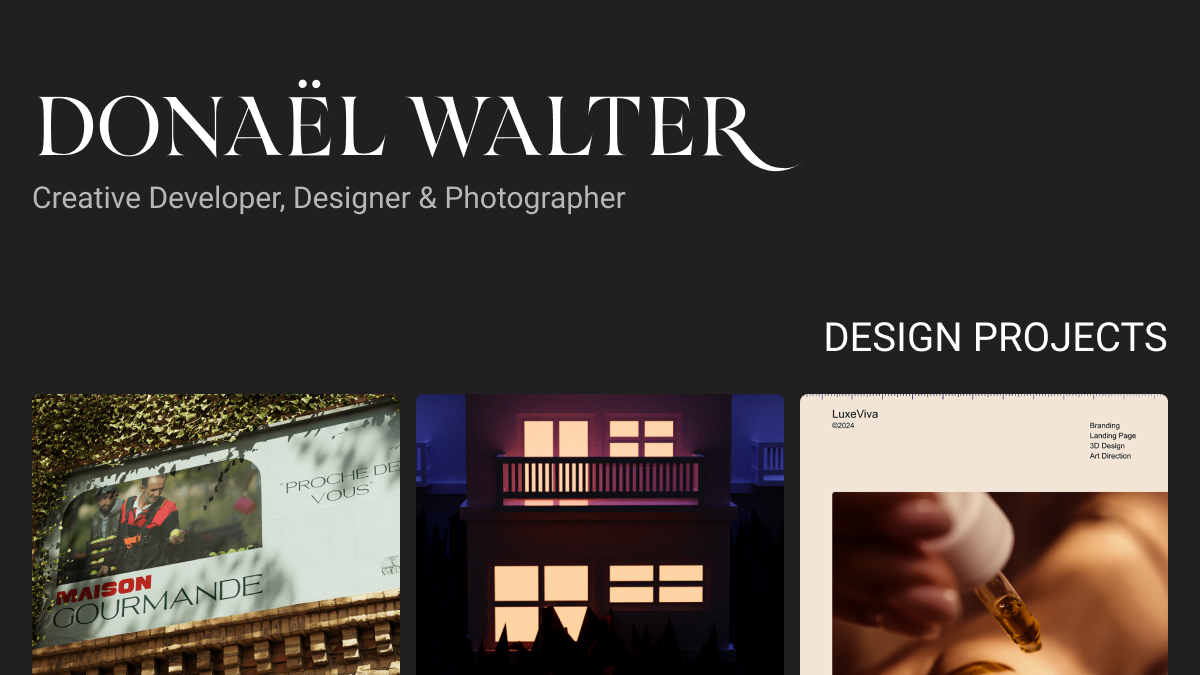 DONAËL WALTER
Creative Developer, Designer & Photographer
DESIGN PROJECTS
"PROCHE DE
VOUS"
MAISON
GOURMANDE
LuxeViva
©2024
Branding
Landing Page
3D Design
Art Direction